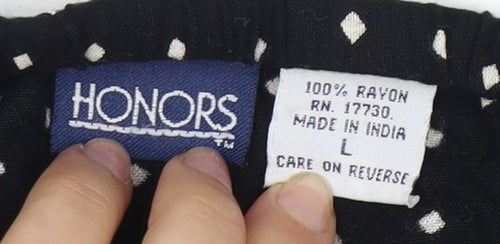 HONORS
TM
100% RAYON
RN. 17730.
MADE IN INDIA
L
CARE ON REVERSE